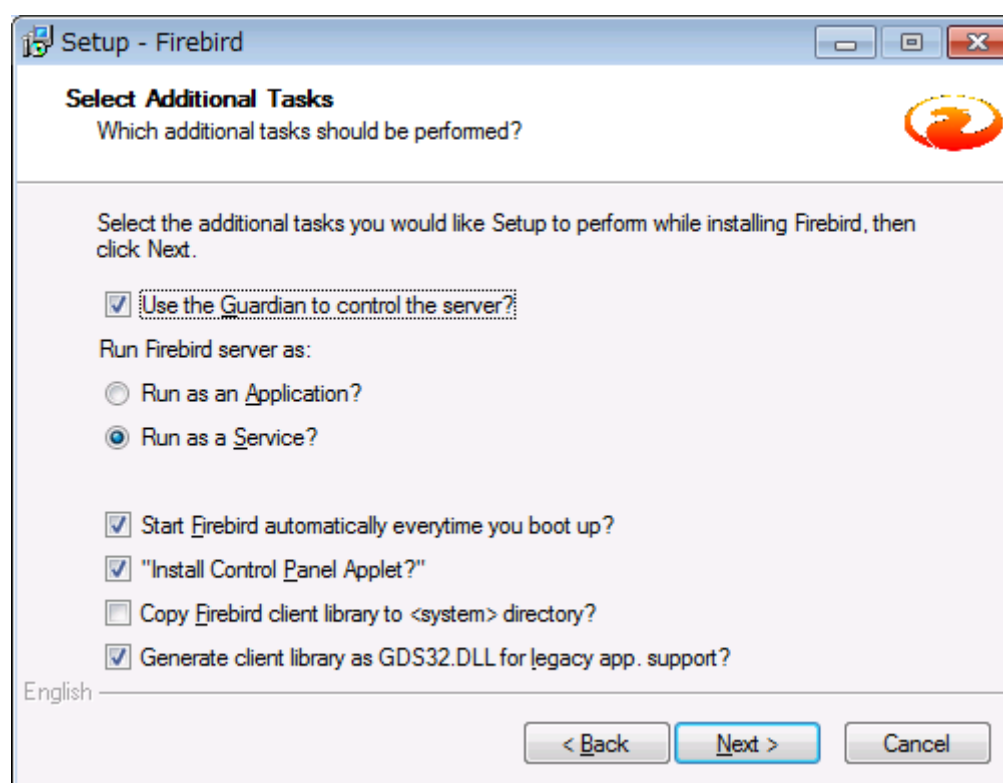 Setup - Firebird
Select Additional Tasks
Which additional tasks should be performed?
Select the additional tasks you would like Setup to perform while installing Firebird, then
click Next.
Use the Guardian to control the server?
Run Firebird server as:
Run as an Application?
Run as a Service?
Start Firebird automatically everytime you boot up?
"Install Control Panel Applet?"
Copy Firebird client library to <system> directory?
Generate client library as GDS32.DLL for legacy app. support?
English
< Back Next > Cancel